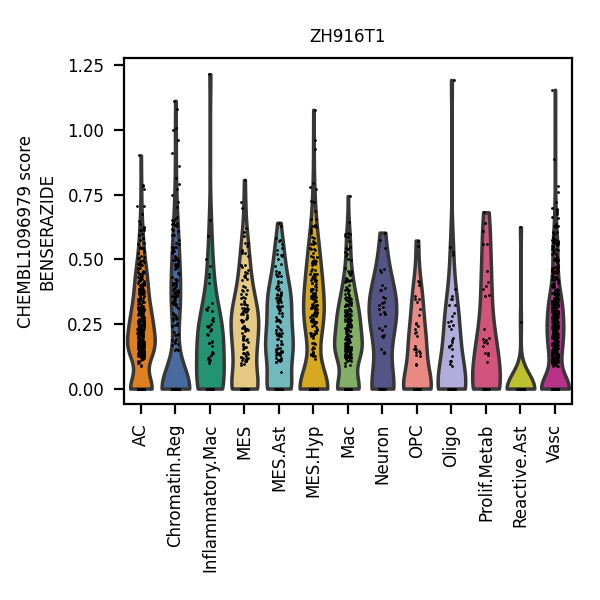 ZH916T1
CHEMBL1096979 score
BENSERAZIDE
1.25
1.00
0.75
0.50
0.25
0.00
AC
Chromatin.Reg
Inflammatory.Mac
MES
MES.Ast
MES.Hyp
Mac
Neuron
OPC
Oligo
Prolif.Metab
Reactive.Ast
Vasc